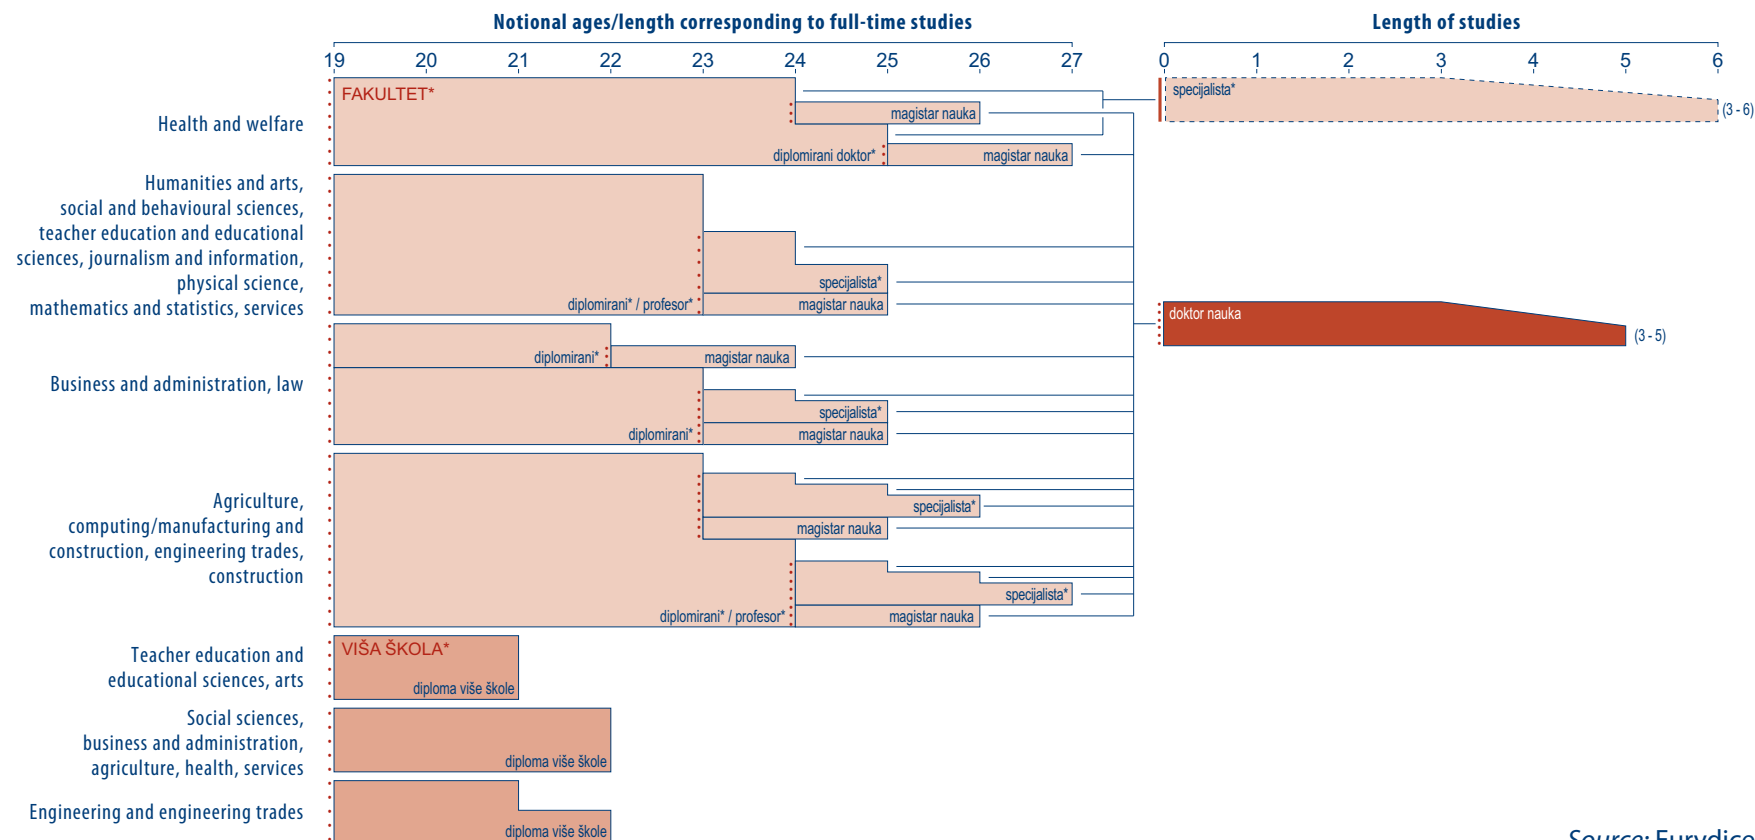 Notional ages/length corresponding to full-time studies
Length of studies
19 20 21 22 23 24 25 26 27
0 1 2 3 4 5 6
Health and welfare
FAKULTET*
magistar nauka
diplomirani doktor*
magistar nauka
specijalista*
(3 - 6)
Humanities and arts,
social and behavioural sciences,
teacher education and educational
sciences, journalism and information,
physical science,
mathematics and statistics, services
specijalista*
diplomirani* / profesor*
magistar nauka
doktor nauka
(3 - 5)
Business and administration, law
diplomirani*
magistar nauka
specijalista*
diplomirani*
magistar nauka
Agriculture,
computing/manufacturing and
construction, engineering trades,
construction
specijalista*
magistar nauka
specijalista*
diplomirani* / profesor*
magistar nauka
Teacher education and
educational sciences, arts
VIŠA ŠKOLA*
diploma više škole
Social sciences,
business and administration,
agriculture, health, services
diploma više škole
Engineering and engineering trades
diploma više škole
Source: Eurydice